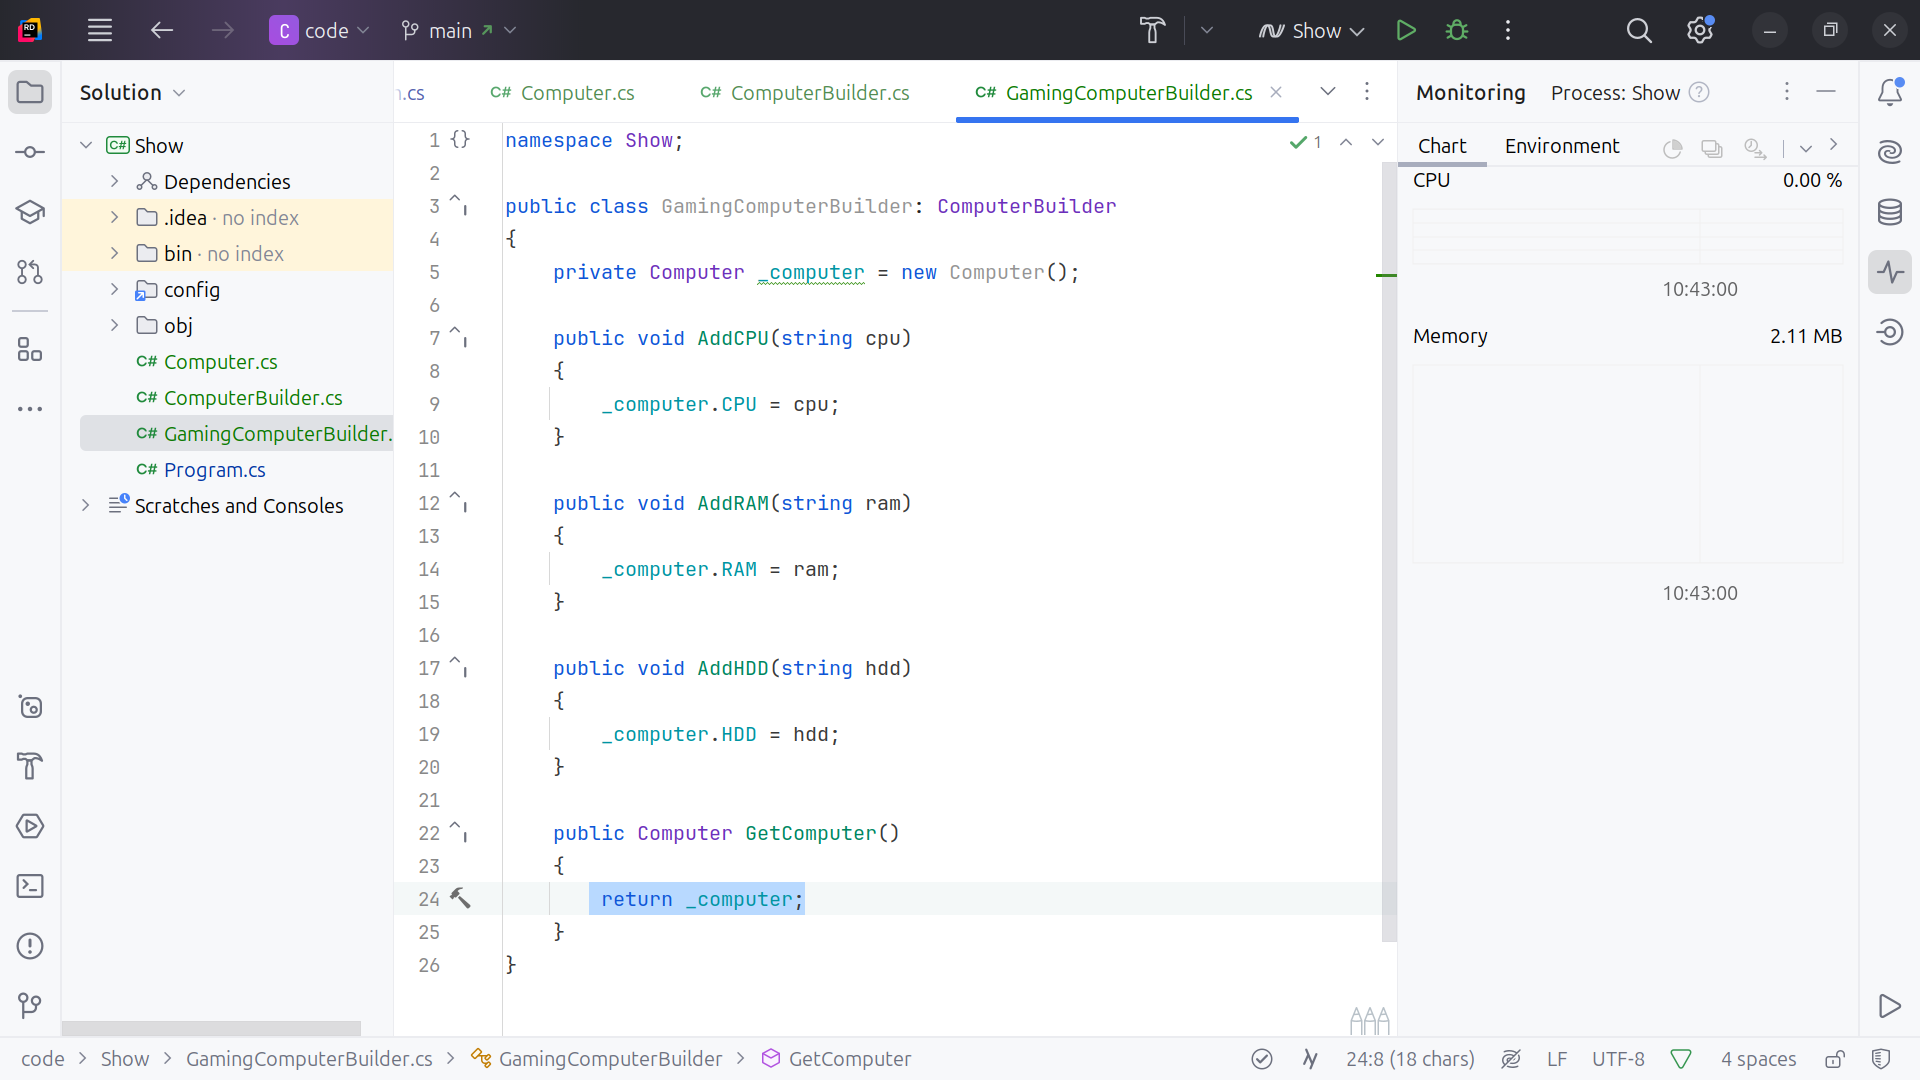 RD
C code main Show
Solution
Show
Dependencies
.idea · no index
bin · no index
config
obj
C# Computer.cs
C# ComputerBuilder.cs
C# GamingComputerBuilder.
C# Program.cs
Scratches and Consoles
.cs C# Computer.cs C# ComputerBuilder.cs C# GamingComputerBuilder.cs
1 {} namespace Show; 1
2
3 public class GamingComputerBuilder: ComputerBuilder
4 {
5 private Computer _computer = new Computer();
6
7 public void AddCPU(string cpu)
8 {
9 _computer.CPU = cpu;
10 }
11
12 public void AddRAM(string ram)
13 {
14 _computer.RAM = ram;
15 }
16
17 public void AddHDD(string hdd)
18 {
19 _computer.HDD = hdd;
20 }
21
22 public Computer GetComputer()
23 {
24 return _computer;
25 }
26 }
Monitoring Process: Show ?
Chart Environment
CPU 0.00 %
10:43:00
Memory 2.11 MB
10:43:00
code > Show > GamingComputerBuilder.cs > GamingComputerBuilder > GetComputer
24:8 (18 chars) LF UTF-8 4 spaces